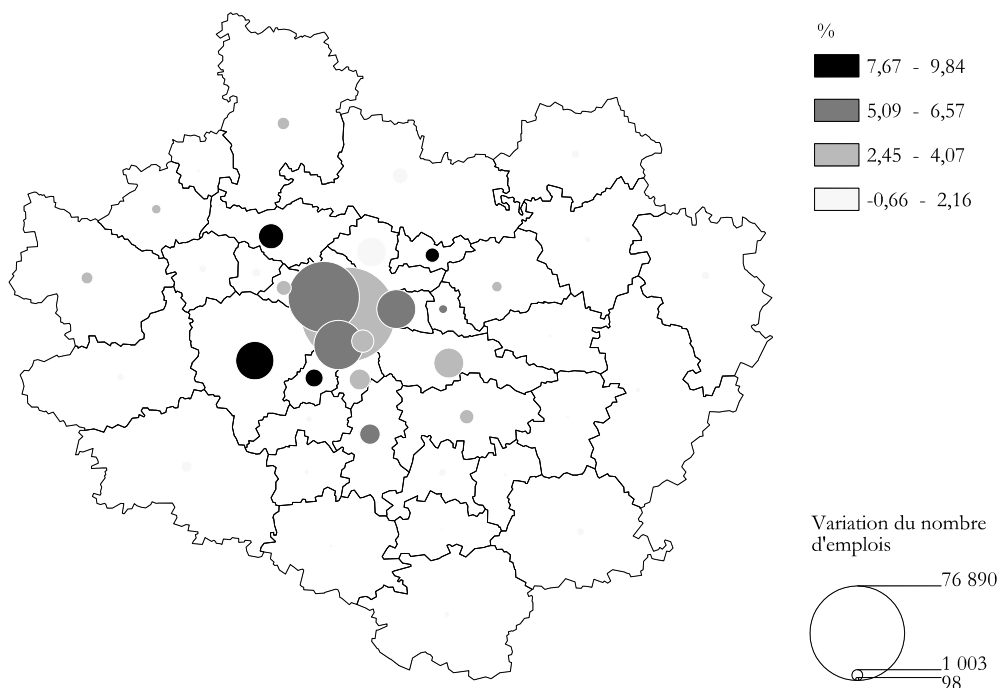 %
7,67 - 9,84
5,09 - 6,57
2,45 - 4,07
-0,66 - 2,16
Variation du nombre
d'emplois
76 890
1 003
98